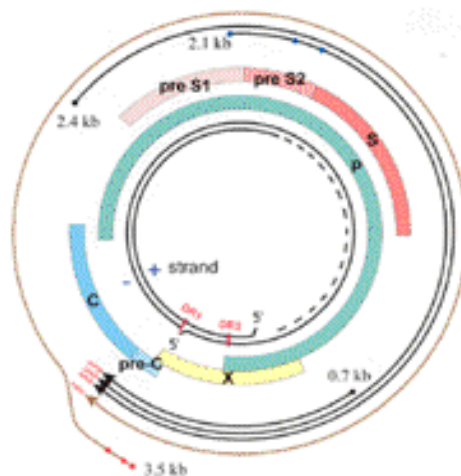 2.1 kb
pre S1
pre S2
2.4 kb
S
P
+ strand
-
C
DR1
DR2
5'
5'
pre-C
X
0.7 kb
3.5 kb